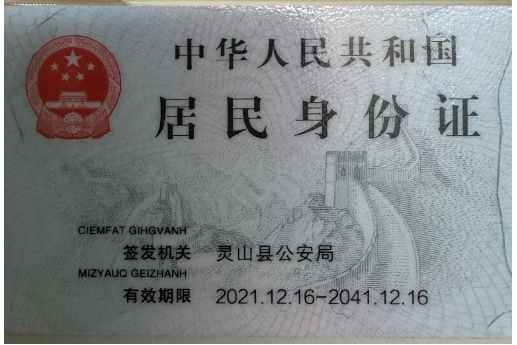 中华人民共和国
居民身份证
CIEMFAT GIHGVANH
签发机关 灵山县公安局
MIZYAUQ GEIZHANH
有效期限 2021.12.16-2041.12.16